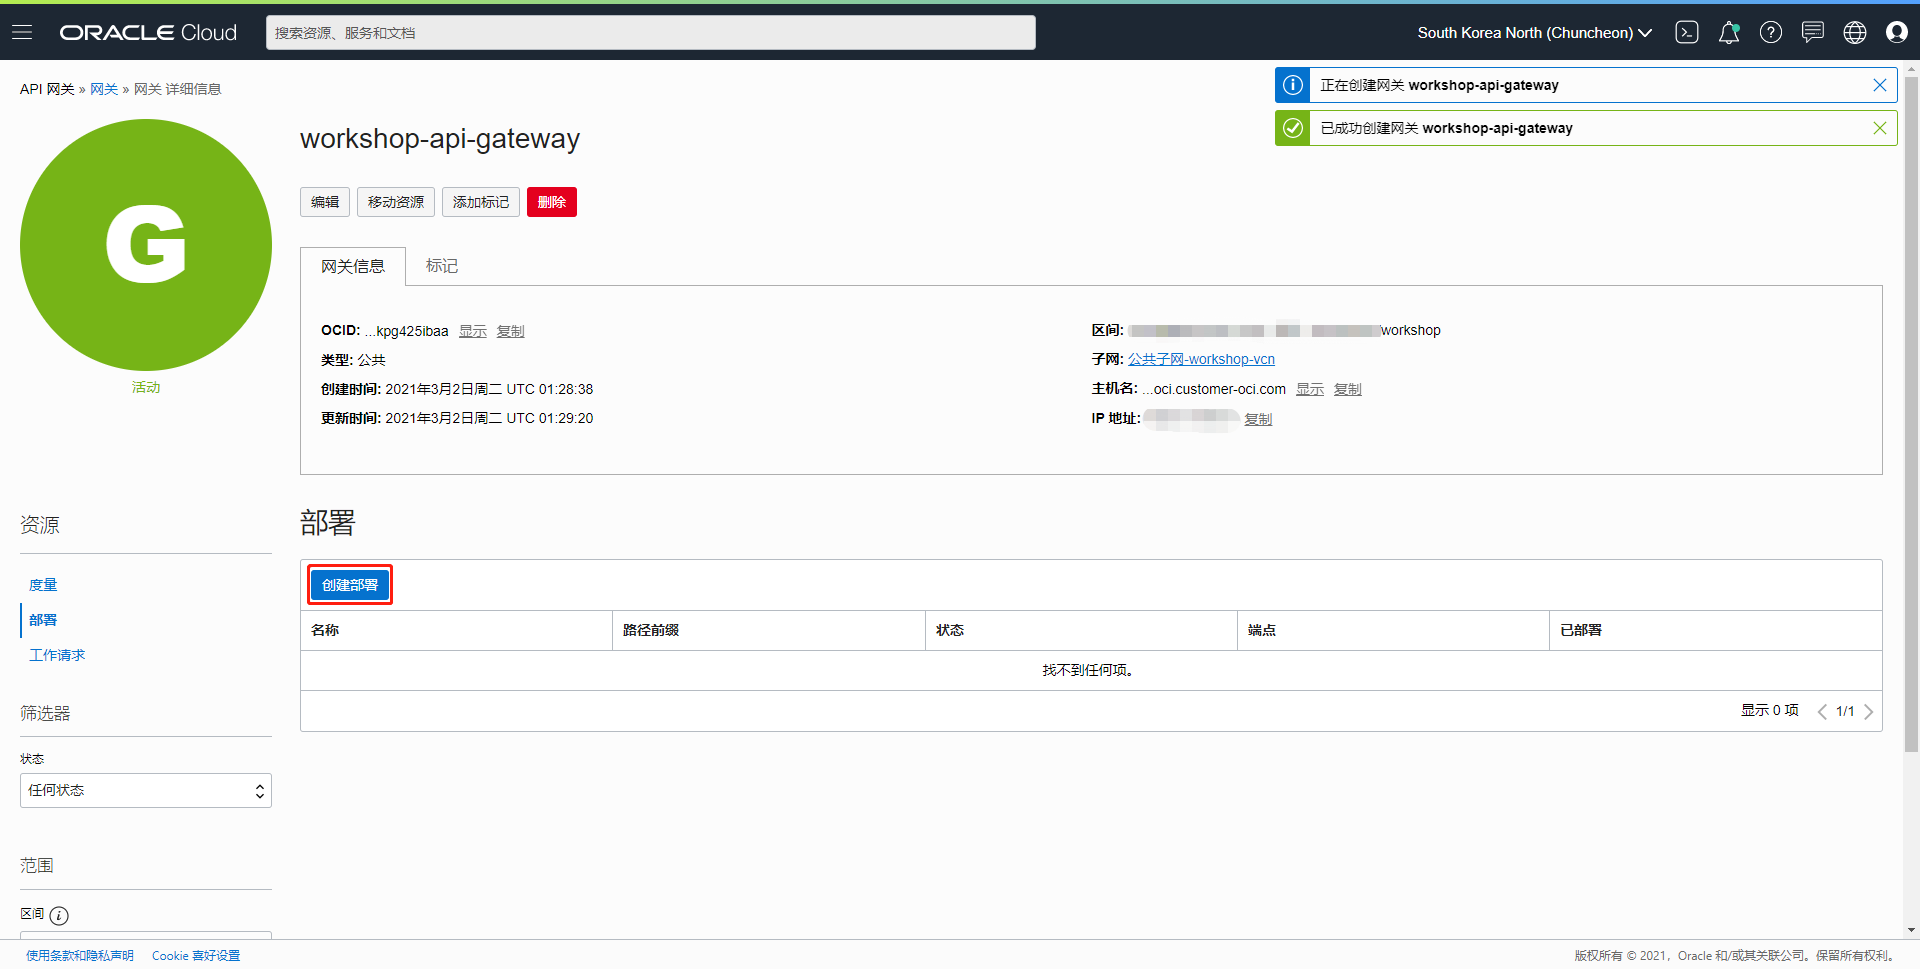 ORACLE Cloud
搜索资源、服务和文档
South Korea North (Chuncheon)
API 网关 » 网关 » 网关 详细信息
正在创建网关 workshop-api-gateway
已成功创建网关 workshop-api-gateway
G
活动
workshop-api-gateway
编辑 移动资源 添加标记 删除
网关信息 标记
OCID: ...kpg425ibaa 显示 复制
类型: 公共
创建时间: 2021年3月2日周二 UTC 01:28:38
更新时间: 2021年3月2日周二 UTC 01:29:20
区间: /workshop
子网: 公共子网-workshop-vcn
主机名: ...oci.customer-oci.com 显示 复制
IP 地址: 复制
资源
度量
部署
工作请求
筛选器
状态
任何状态
范围
区间
部署
创建部署
名称 路径前缀 状态 端点 已部署
找不到任何项。
显示 0 项 1/1
使用条款和隐私声明 Cookie 喜好设置
版权所有 © 2021，Oracle 和/或其关联公司。保留所有权利。